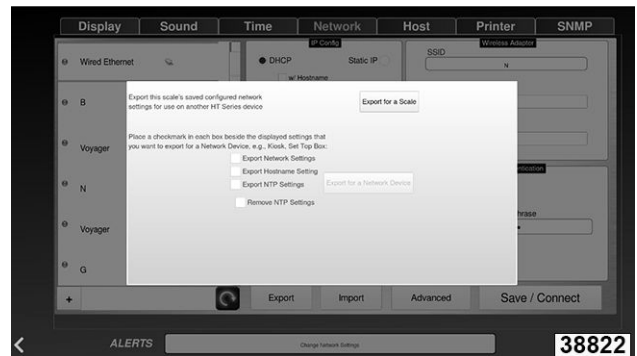 Display Sound Time Network Host Printer SNMP
IP Config
Wireless Adapter
Wired Ethernet
DHCP Static IP
SSID
N
w/ Hostname
B
Export this scale's saved configured network
settings for use on another HT Series device
Export for a Scale
Place a checkmark in each box beside the displayed settings that
you want to export for a Network Device, e.g., Kiosk, Set Top Box:
Voyager
Export Network Settings
Export Hostname Setting
Export NTP Settings
Export for a Network Device
Remove NTP Settings
N
Voyager
G
+
Export Import Advanced Save / Connect
ALERTS
Change Network Settings
38822